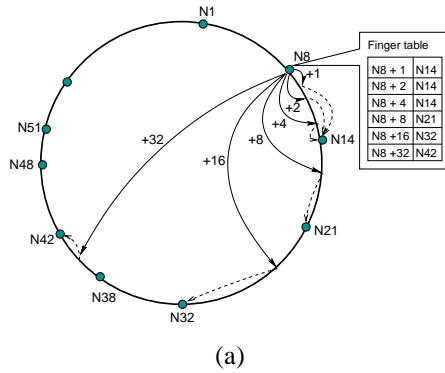 N1
N8
+1
+2
+4
+8
+16
+32
N14
N21
N32
N38
N42
N48
N51
Finger table
N8 + 1 N14
N8 + 2 N14
N8 + 4 N14
N8 + 8 N21
N8 +16 N32
N8 +32 N42
(a)